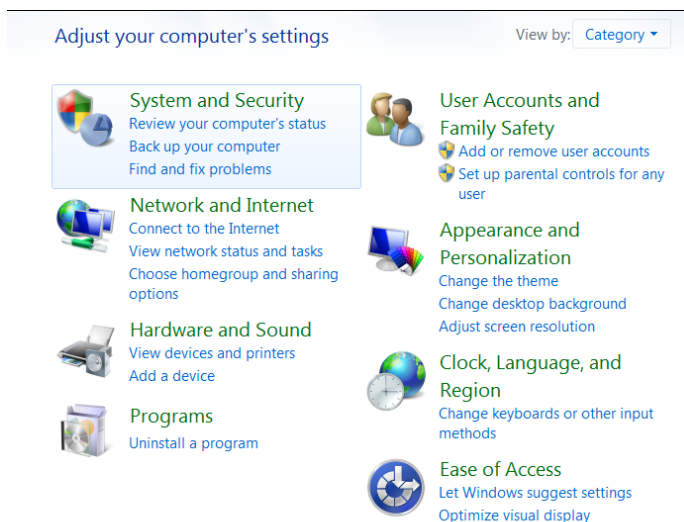 Adjust your computer's settings
View by: Category
System and Security
Review your computer's status
Back up your computer
Find and fix problems
Network and Internet
Connect to the Internet
View network status and tasks
Choose homegroup and sharing
options
Hardware and Sound
View devices and printers
Add a device
Programs
Uninstall a program
User Accounts and
Family Safety
Add or remove user accounts
Set up parental controls for any
user
Appearance and
Personalization
Change the theme
Change desktop background
Adjust screen resolution
Clock, Language, and
Region
Change keyboards or other input
methods
Ease of Access
Let Windows suggest settings
Optimize visual display